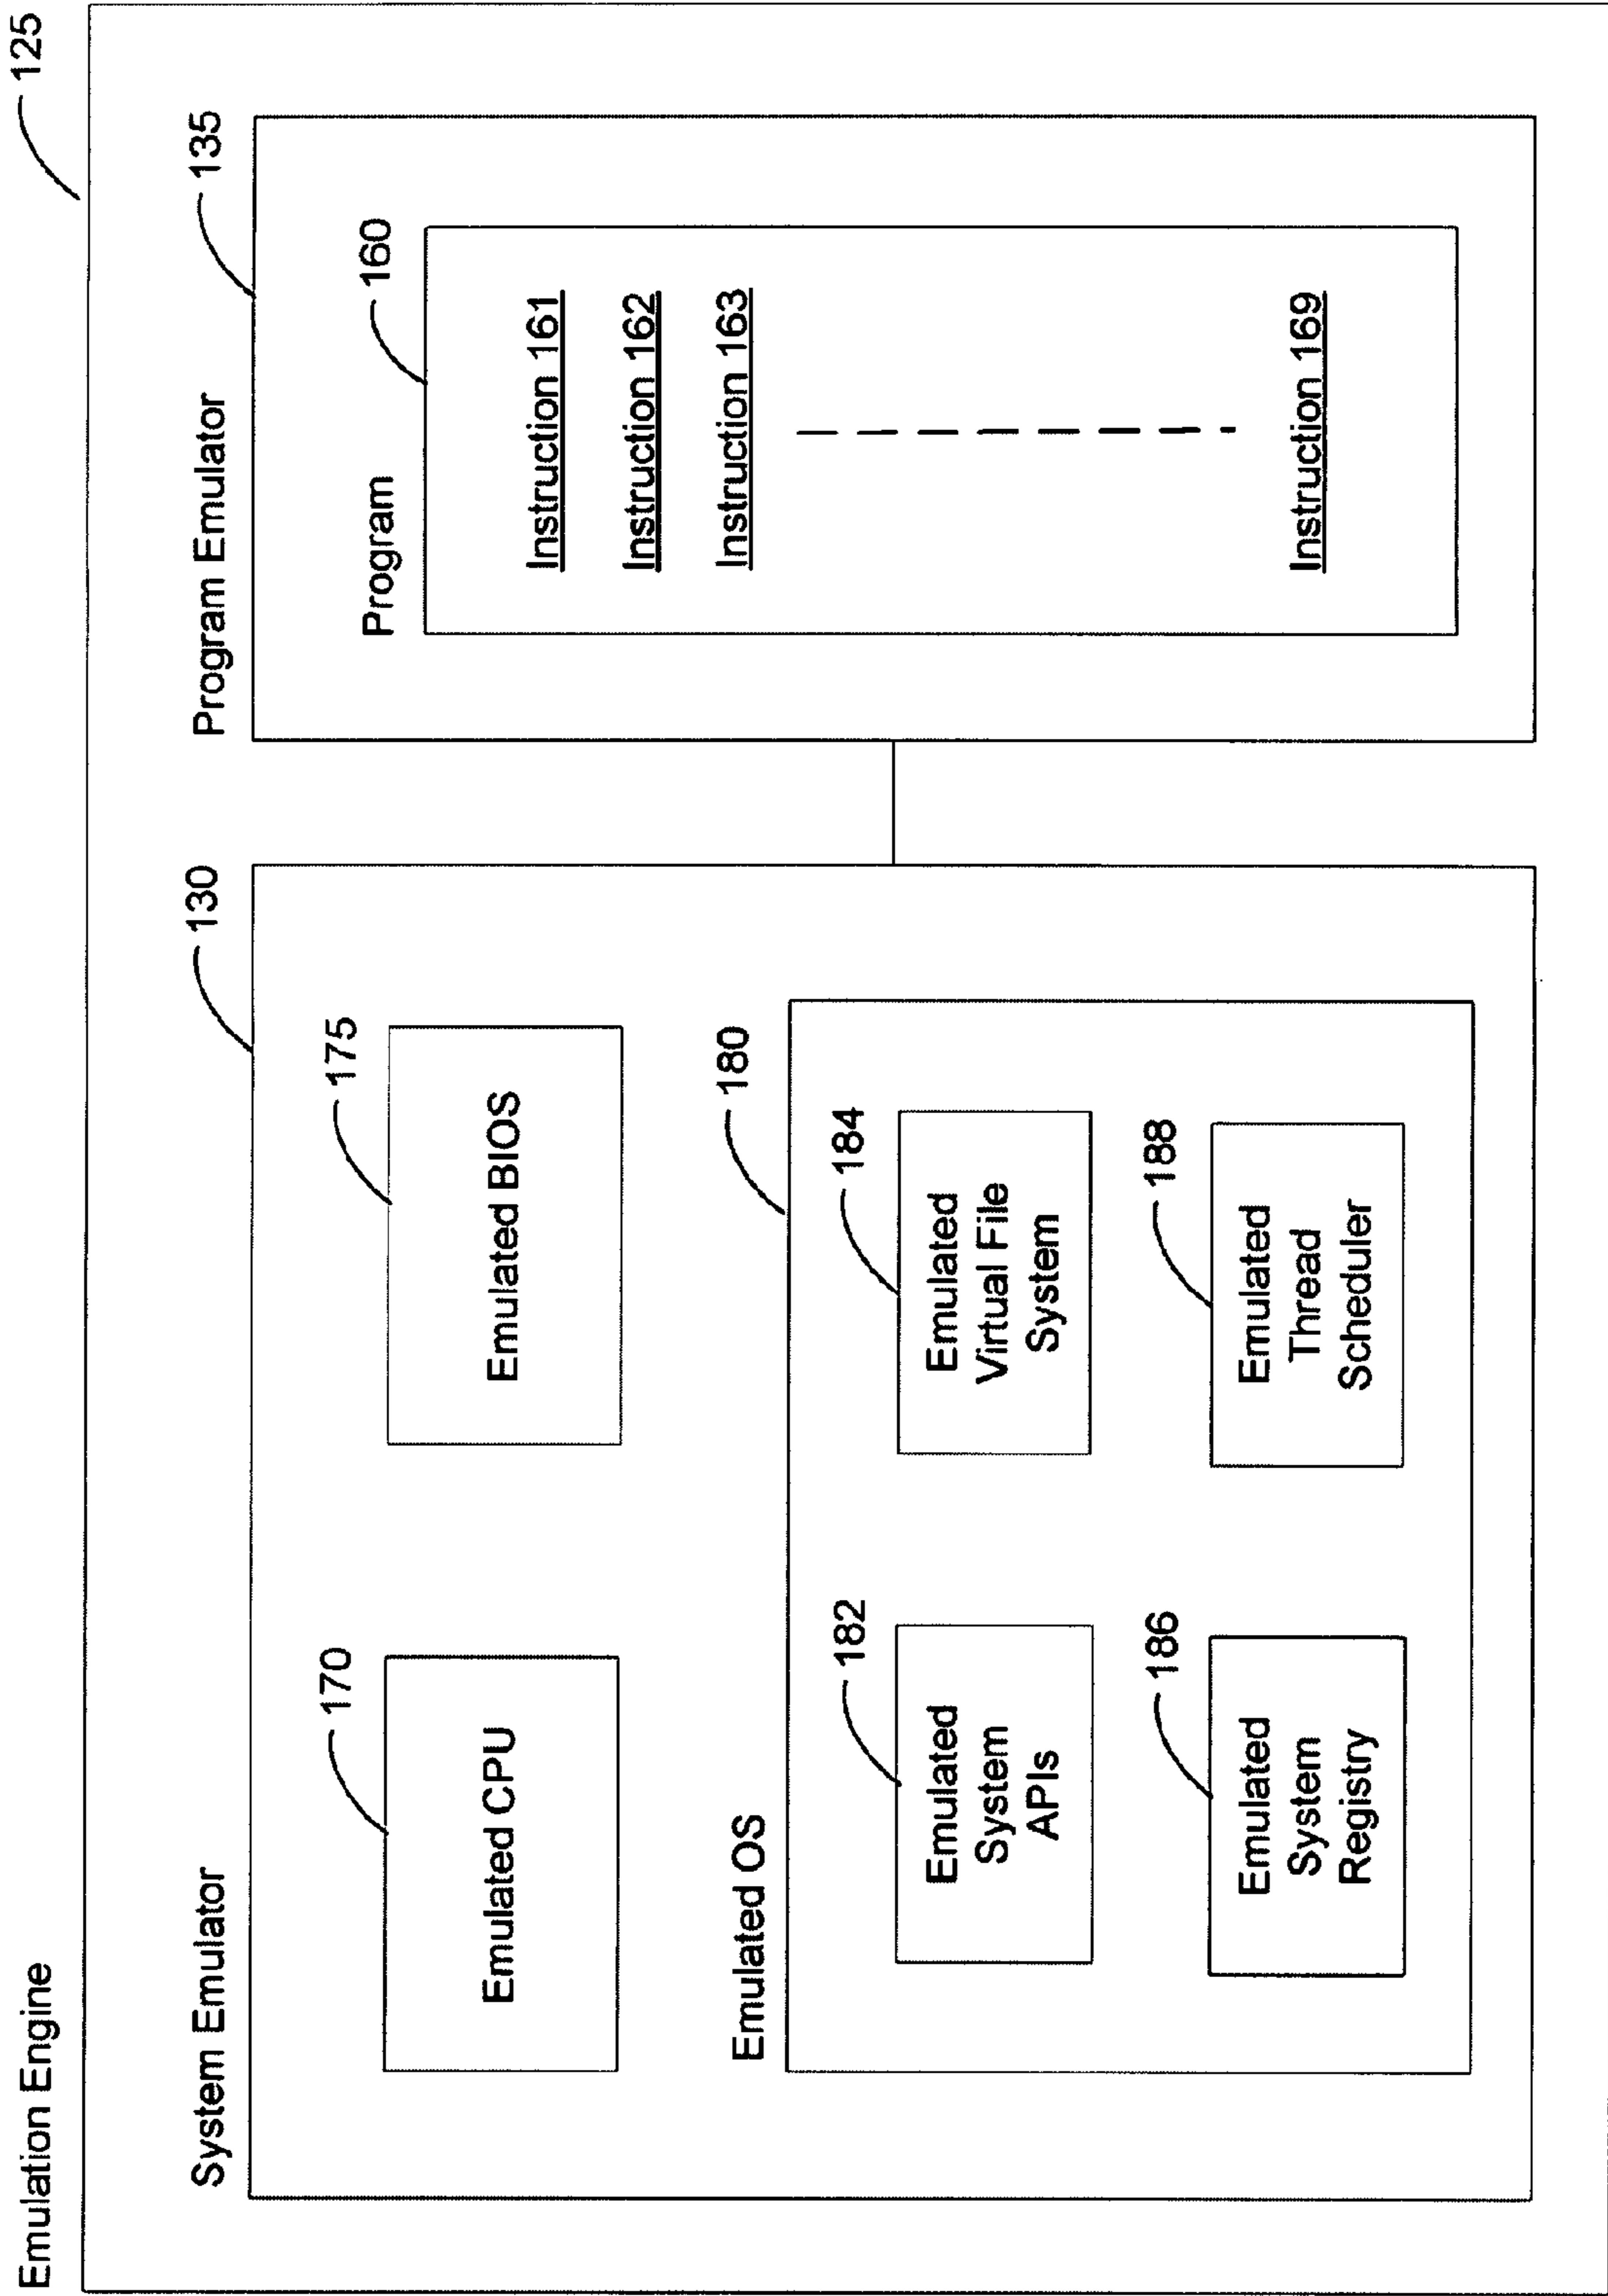 Emulation Engine
125
System Emulator
130
Emulated CPU
170
Emulated BIOS
175
Emulated OS
180
Emulated
System
APIs
182
Emulated
Virtual File
System
184
Emulated
System
Registry
186
Emulated
Thread
Scheduler
188
Program Emulator
135
Program
160
Instruction 161
Instruction 162
Instruction 163
Instruction 169